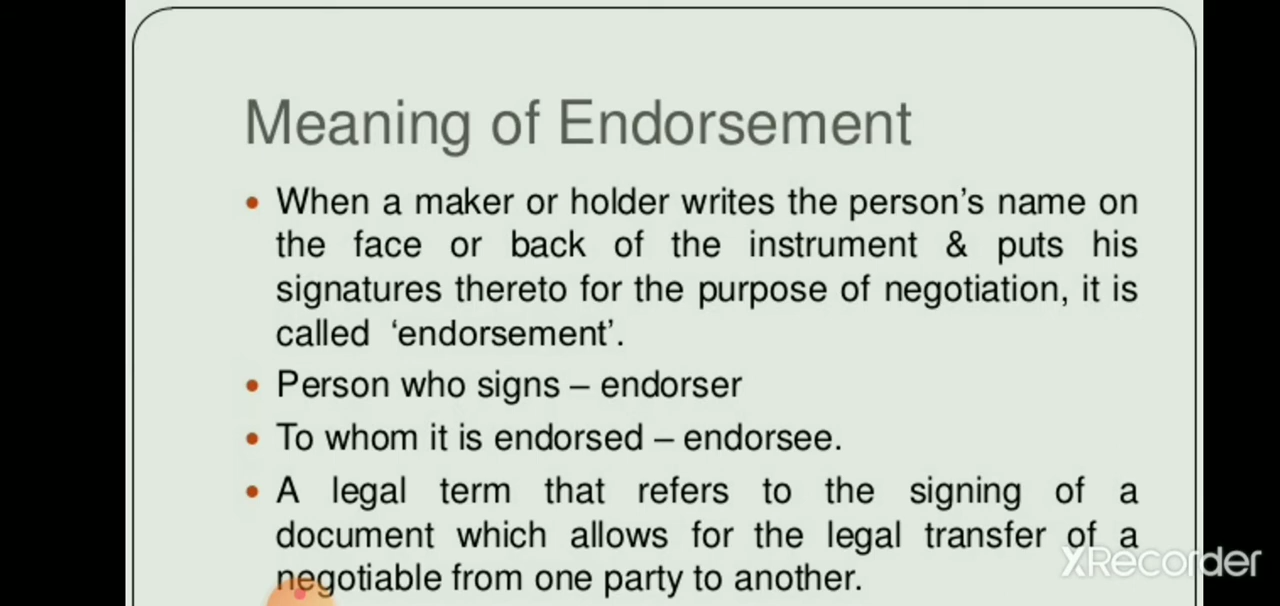 Meaning of Endorsement
• When a maker or holder writes the person's name on
the face or back of the instrument & puts his
signatures thereto for the purpose of negotiation, it is
called 'endorsement'.
• Person who signs – endorser
• To whom it is endorsed – endorsee.
• A legal term that refers to the signing of a
document which allows for the legal transfer of a
negotiable from one party to another.
XRecorder